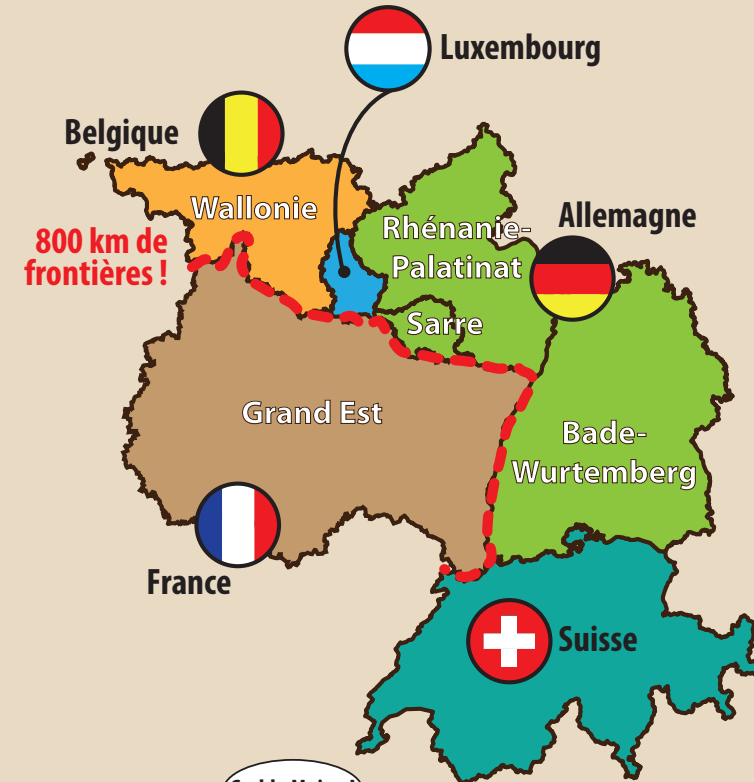 Luxembourg
Belgique
Wallonie
Rhénanie-
Palatinat
Allemagne
800 km de
frontières !
Sarre
Grand Est
Bade-
Wurtemberg
France
Suisse